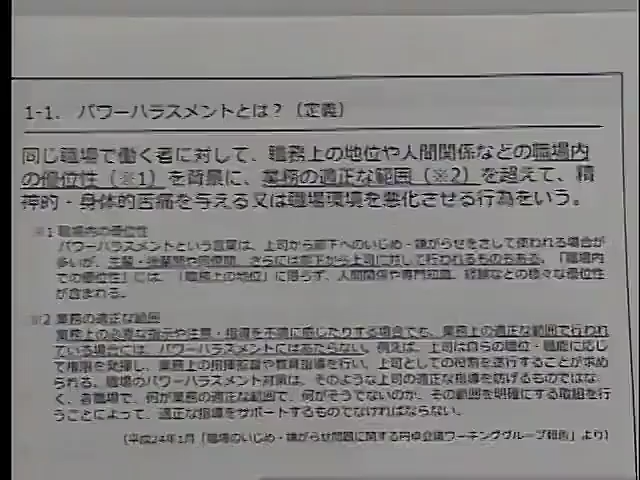 1-1. パワーハラスメントとは?（定義）
同じ職場で働く者に対して、職務上の地位や人間関係などの職場内
の優位性（※1）を背景に、業務の適正な範囲（※2）を超えて、精
神的・身体的苦痛を与える又は職場環境を悪化させる行為をいう。
※1 職場内の優位性
パワーハラスメントという言葉は、上司から部下へのいじめ・嫌がらせをさして使われる場合が
多いが、先輩・後輩間や同僚間、さらには部下から上司に対して行われるものもある。「職場内
での優位性」には、「職務上の地位」に限らず、人間関係や専門知識、経験などの様々な優位性
が含まれる。
※2 業務の適正な範囲
業務上の必要な指示や注意・指導を不満に感じたりする場合でも、業務上の適正な範囲で行われ
ている場合には、パワーハラスメントにはあたらない。例えば、上司は自らの職位・職能に応じ
て権限を発揮し、業務上の指揮監督や教育指導を行い、上司としての役割を遂行することが求め
られる。職場のパワーハラスメント対策は、そのような上司の適正な指導を妨げるものではな
く、各職場で、何が業務の適正な範囲で、何がそうでないのか、その範囲を明確にする取組を行
うことによって、適正な指導をサポートするものでなければならない。
（平成24年1月「職場のいじめ・嫌がらせ問題に関する円卓会議ワーキンググループ報告」より）